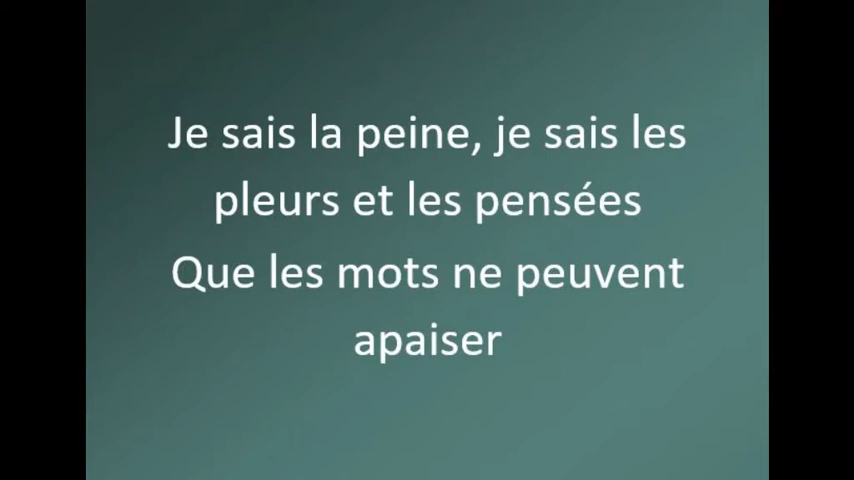 Je sais la peine, je sais les
pleurs et les pensées
Que les mots ne peuvent
apaiser